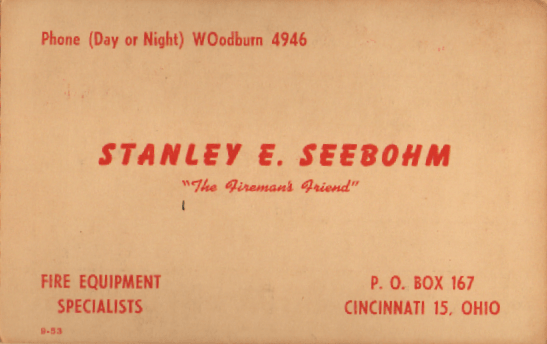 Phone (Day or Night) WOodburn 4946
STANLEY E. SEEBOHM
"The Fireman's Friend"
FIRE EQUIPMENT
SPECIALISTS
P. O. BOX 167
CINCINNATI 15, OHIO
9-53